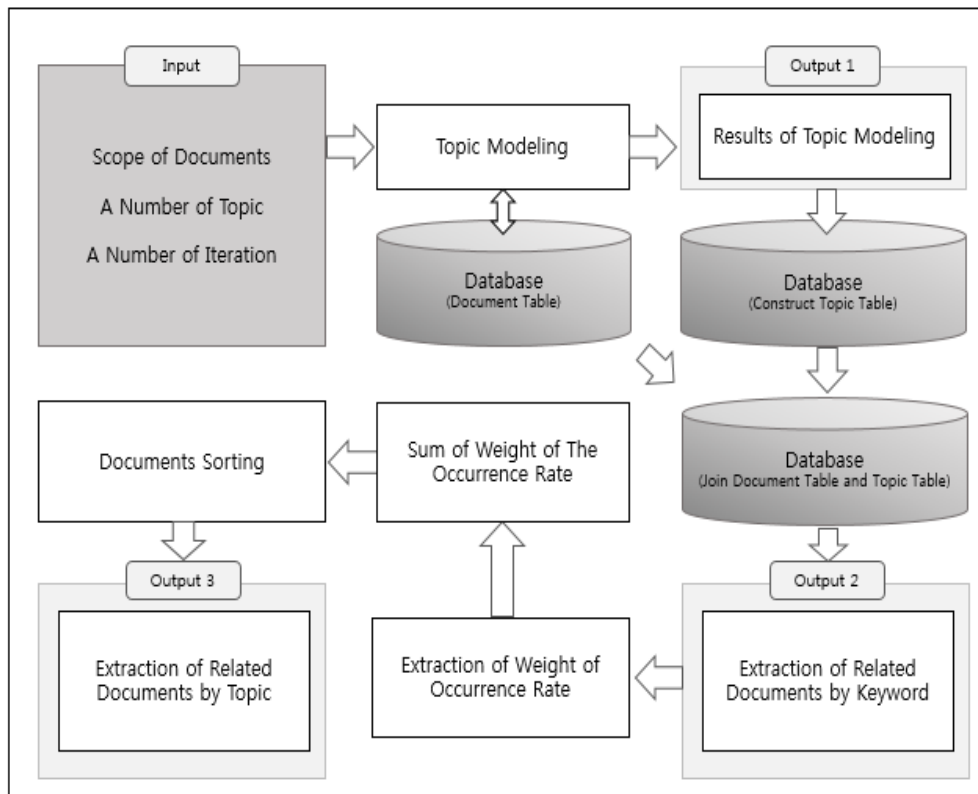 Input
Scope of Documents
A Number of Topic
A Number of Iteration
Topic Modeling
Output 1
Results of Topic Modeling
Database
(Document Table)
Database
(Construct Topic Table)
Database
(Join Document Table and Topic Table)
Output 2
Extraction of Related
Documents by Keyword
Extraction of Weight of
Occurrence Rate
Sum of Weight of The
Occurrence Rate
Documents Sorting
Output 3
Extraction of Related
Documents by Topic